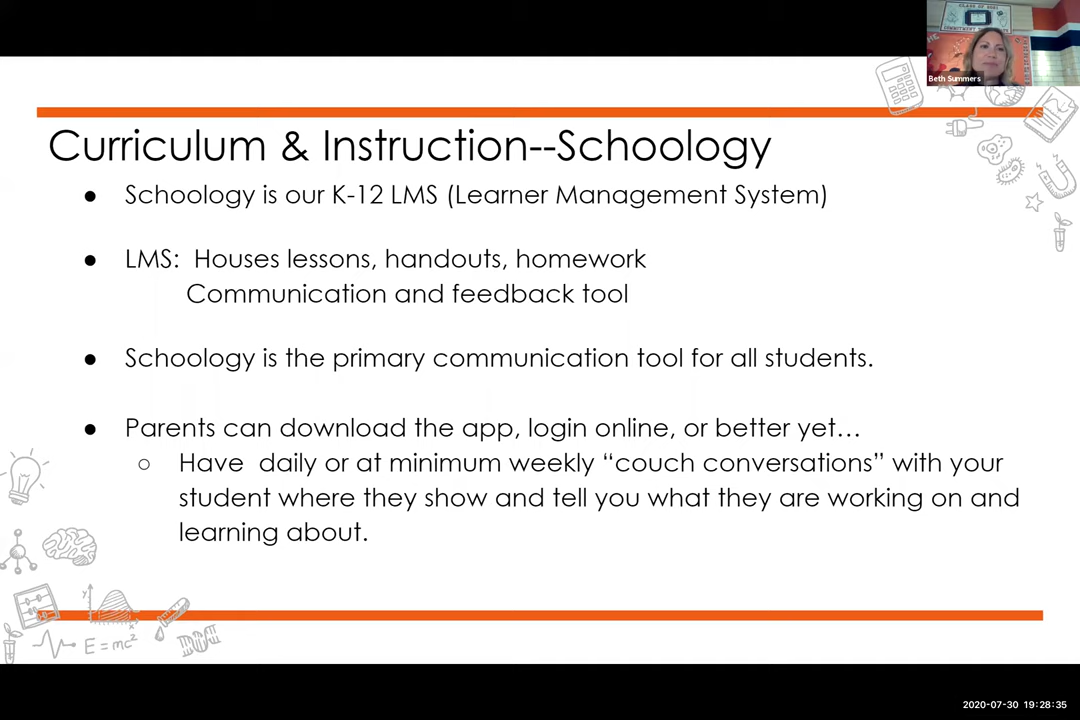 CLASS OF 2021
Beth Summers
Curriculum & Instruction--Schoology
● Schoology is our K-12 LMS (Learner Management System)
● LMS: Houses lessons, handouts, homework
Communication and feedback tool
● Schoology is the primary communication tool for all students.
● Parents can download the app, login online, or better yet…
○ Have daily or at minimum weekly “couch conversations” with your
student where they show and tell you what they are working on and
learning about.
y
x
E=mc²
2020-07-30 19:28:35